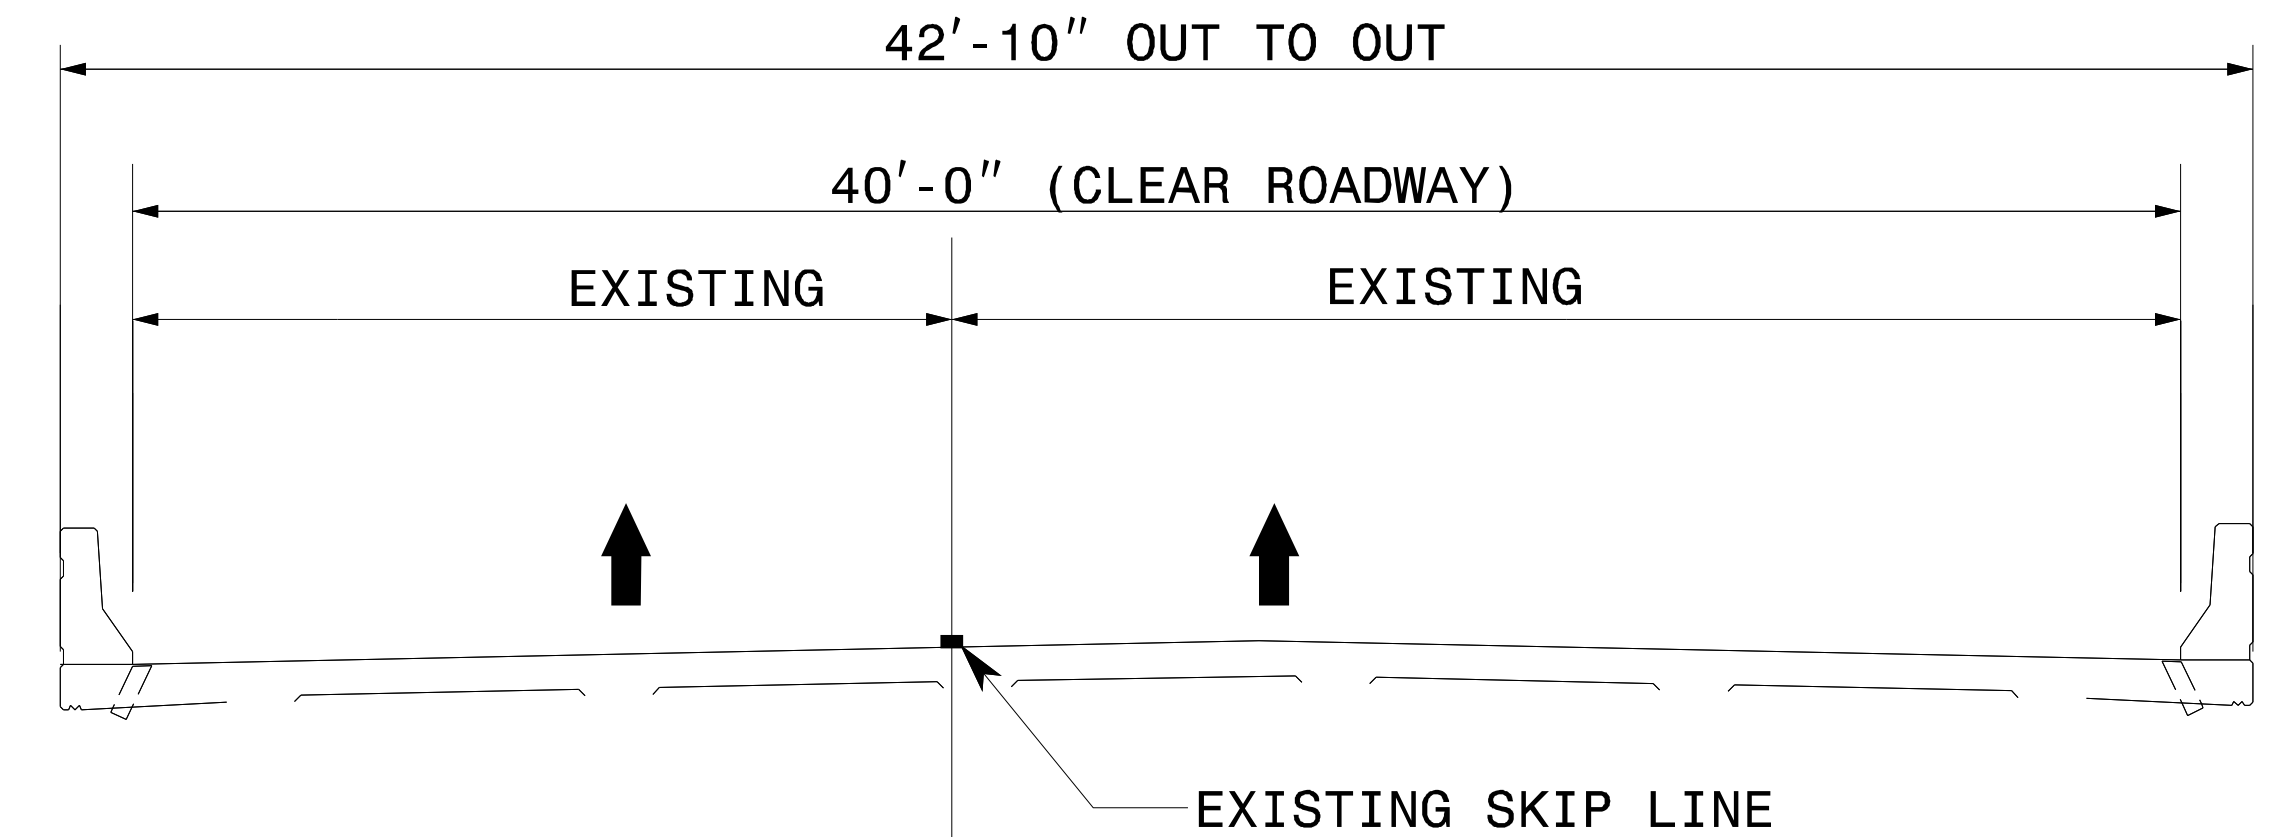 42'-10" OUT TO OUT
40'-0" (CLEAR ROADWAY)
EXISTING
EXISTING
EXISTING SKIP LINE